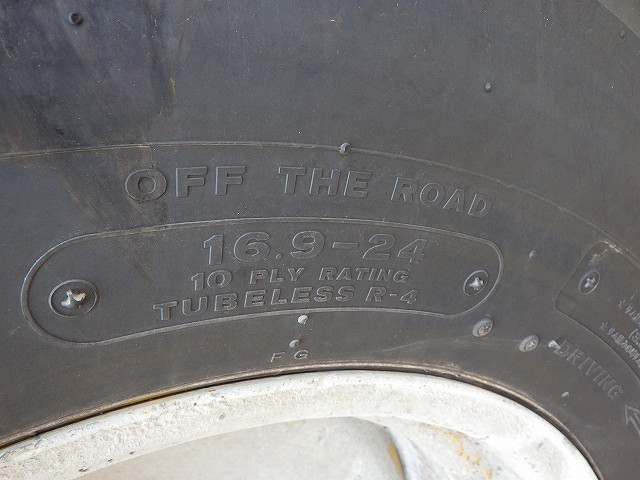 OFF THE ROAD
16.9-24
10 PLY RATING
TUBELESS R-4
F G
DRIVING